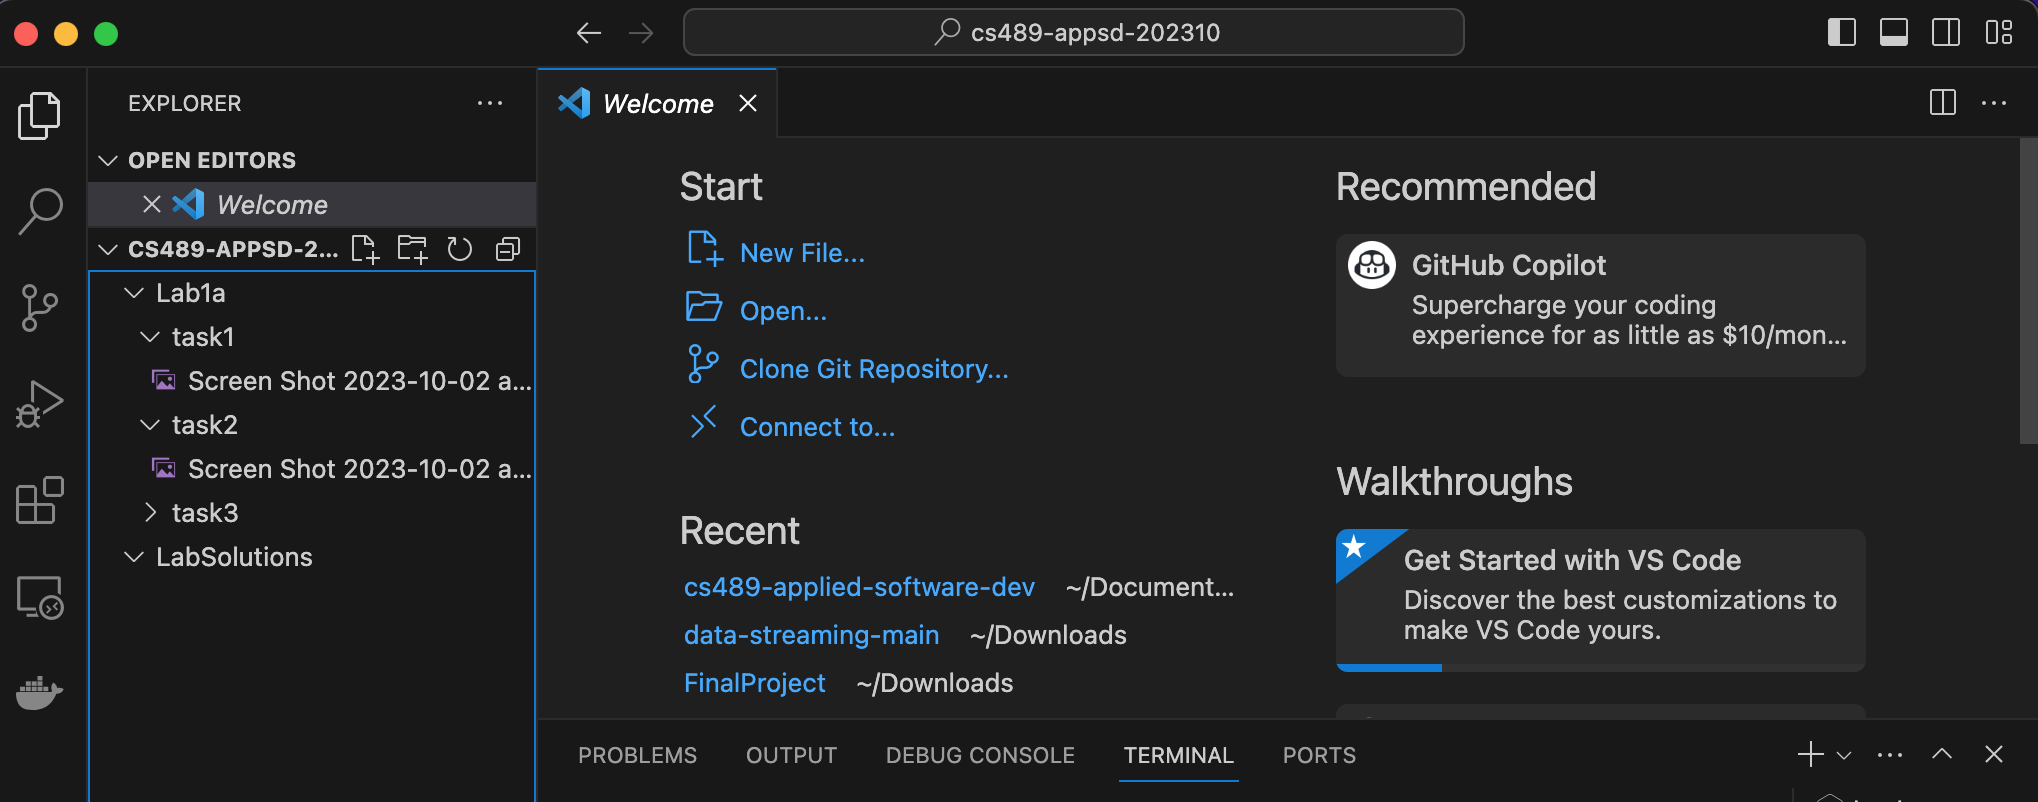 cs489-appsd-202310
EXPLORER
OPEN EDITORS
Welcome
CS489-APPSD-2...
Lab1a
task1
Screen Shot 2023-10-02 a...
task2
Screen Shot 2023-10-02 a...
task3
LabSolutions
Welcome
Start
New File...
Open...
Clone Git Repository...
Connect to...
Recent
cs489-applied-software-dev ~/Document...
data-streaming-main ~/Downloads
FinalProject ~/Downloads
Recommended
GitHub Copilot
Supercharge your coding
experience for as little as $10/mon...
Walkthroughs
Get Started with VS Code
Discover the best customizations to
make VS Code yours.
PROBLEMS OUTPUT DEBUG CONSOLE TERMINAL PORTS